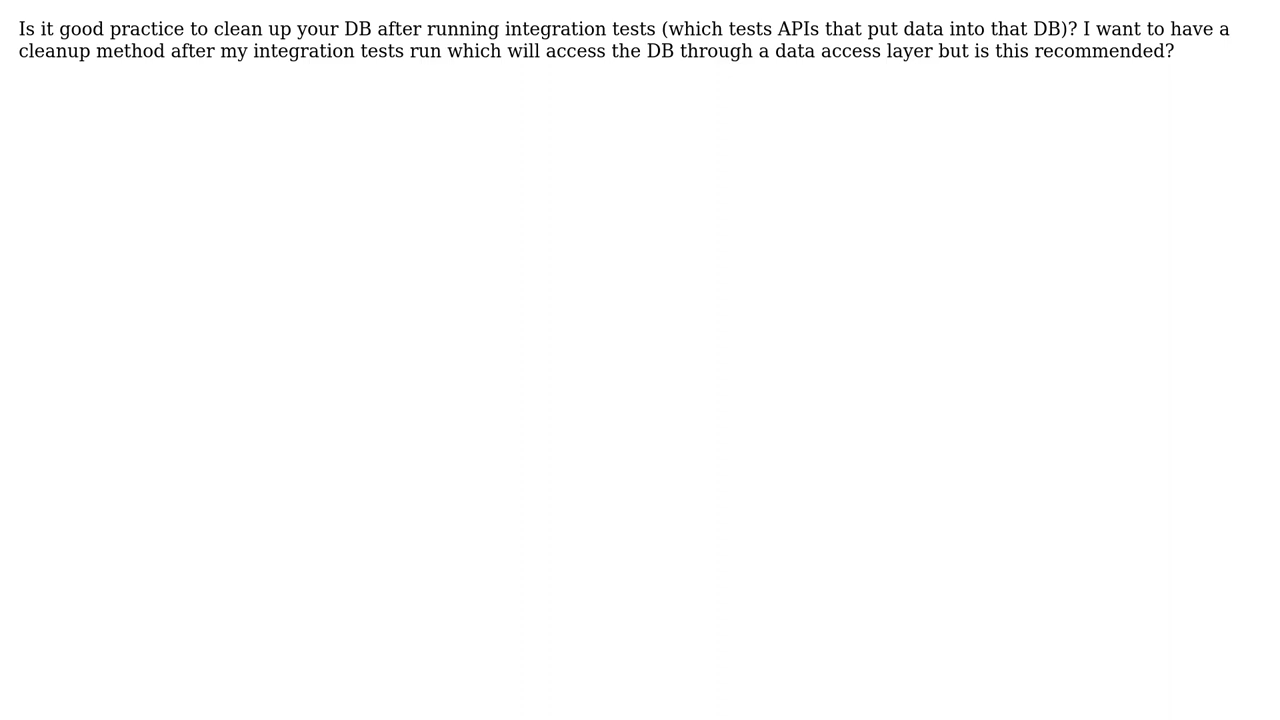 Is it good practice to clean up your DB after running integration tests (which tests APIs that put data into that DB)? I want to have a
cleanup method after my integration tests run which will access the DB through a data access layer but is this recommended?